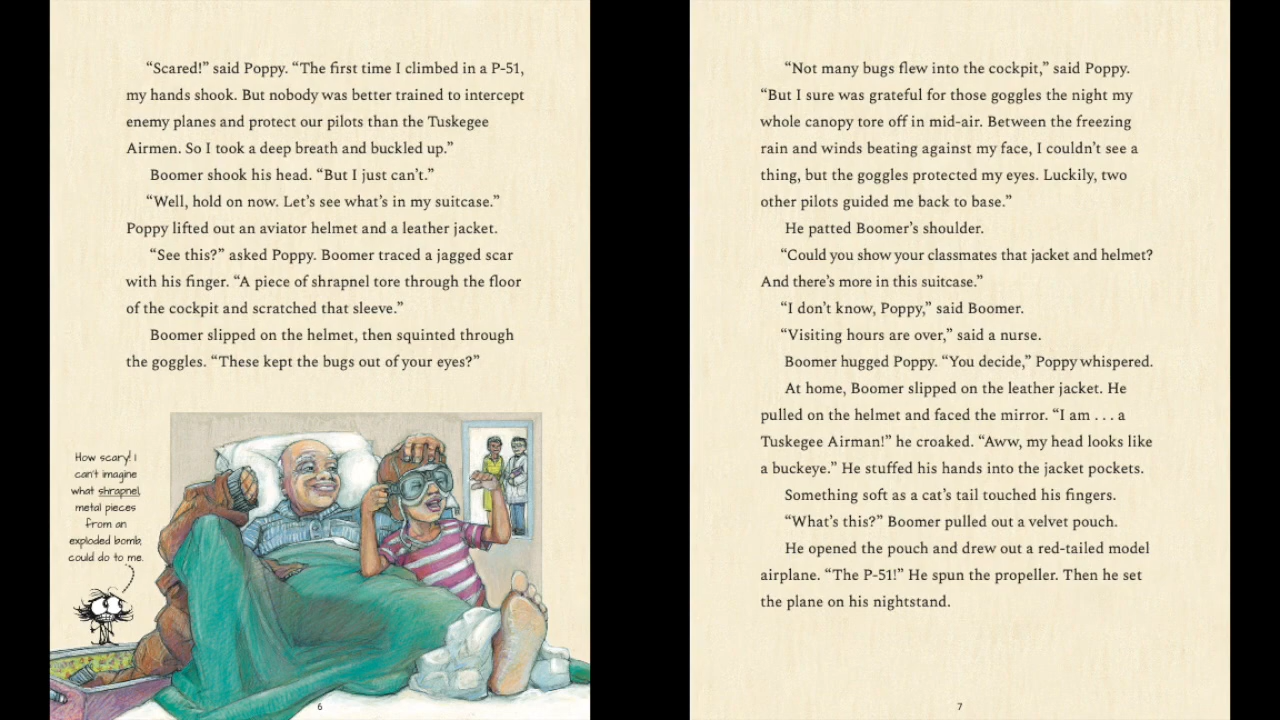 “Scared!” said Poppy. “The first time I climbed in a P-51,
my hands shook. But nobody was better trained to intercept
enemy planes and protect our pilots than the Tuskegee
Airmen. So I took a deep breath and buckled up.”
Boomer shook his head. “But I just can’t.”
“Well, hold on now. Let’s see what’s in my suitcase.”
Poppy lifted out an aviator helmet and a leather jacket.
“See this?” asked Poppy. Boomer traced a jagged scar
with his finger. “A piece of shrapnel tore through the floor
of the cockpit and scratched that sleeve.”
Boomer slipped on the helmet, then squinted through
the goggles. “These kept the bugs out of your eyes?”
How scary! I
can’t imagine
what shrapnel,
metal pieces
from an
exploded bomb,
could do to me.
6
“Not many bugs flew into the cockpit,” said Poppy.
“But I sure was grateful for those goggles the night my
whole canopy tore off in mid-air. Between the freezing
rain and winds beating against my face, I couldn’t see a
thing, but the goggles protected my eyes. Luckily, two
other pilots guided me back to base.”
He patted Boomer’s shoulder.
“Could you show your classmates that jacket and helmet?
And there’s more in this suitcase.”
“I don’t know, Poppy,” said Boomer.
“Visiting hours are over,” said a nurse.
Boomer hugged Poppy. “You decide,” Poppy whispered.
At home, Boomer slipped on the leather jacket. He
pulled on the helmet and faced the mirror. “I am . . . a
Tuskegee Airman!” he croaked. “Aww, my head looks like
a buckeye.” He stuffed his hands into the jacket pockets.
Something soft as a cat’s tail touched his fingers.
“What’s this?” Boomer pulled out a velvet pouch.
He opened the pouch and drew out a red-tailed model
airplane. “The P-51!” He spun the propeller. Then he set
the plane on his nightstand.
7